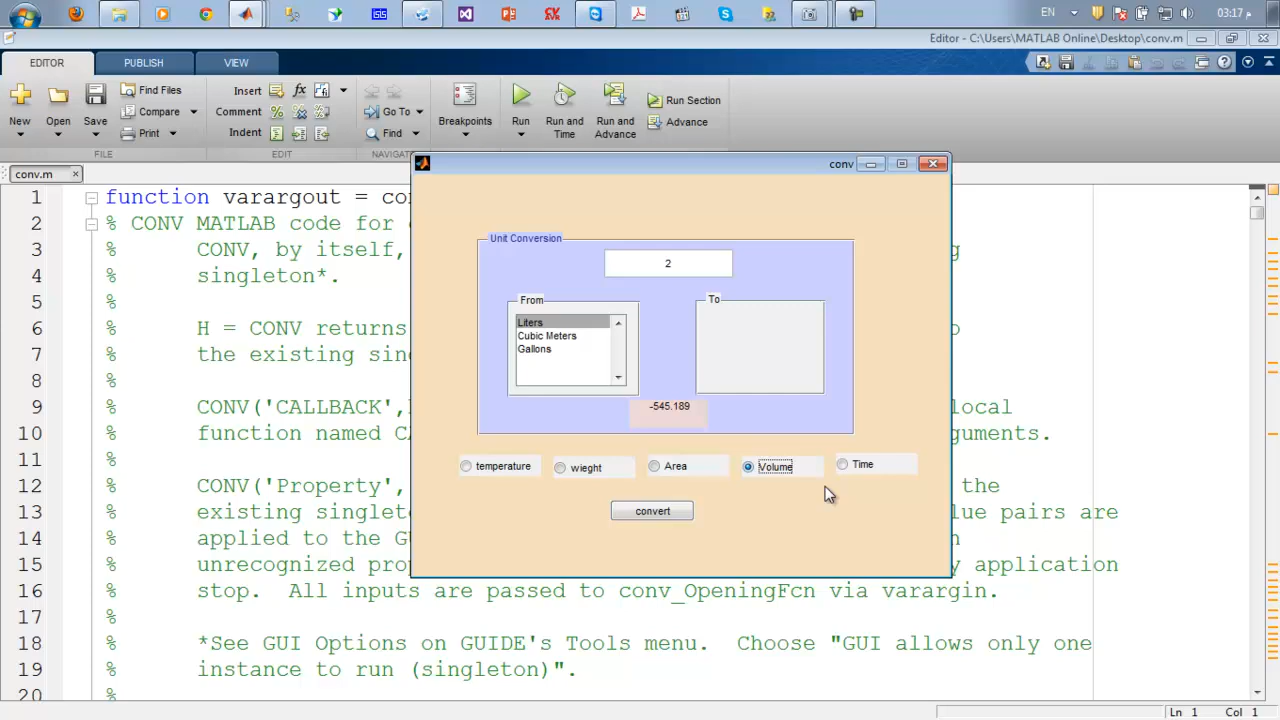 EN
03:17 م
Editor - C:\Users\MATLAB Online\Desktop\conv.m
EDITOR
PUBLISH
VIEW
New
Open
Save
Find Files
Compare
Print
FILE
Insert
Comment
Indent
EDIT
Go To
Find
NAVIGATE
Breakpoints
Run
Run and Time
Run and Advance
Run Section
Advance
conv.m
1 function varargout = con
2 % CONV MATLAB code for
3 % CONV, by itself,
4 % singleton*.
5 %
6 % H = CONV returns
7 % the existing sin
8 %
9 % CONV('CALLBACK', local
10 % function named CA guments.
11 %
12 % CONV('Property', the
13 % existing singlet lue pairs are
14 % applied to the GU
15 % unrecognized pro application
16 % stop. All inputs are passed to conv_OpeningFcn via varargin.
17 %
18 % *See GUI Options on GUIDE's Tools menu. Choose "GUI allows only one
19 % instance to run (singleton)".
20 %
conv
Unit Conversion
2
From
To
Liters
Cubic Meters
Gallons
-545.189
temperature
wieght
Area
Volume
Time
convert
Ln 1 Col 1